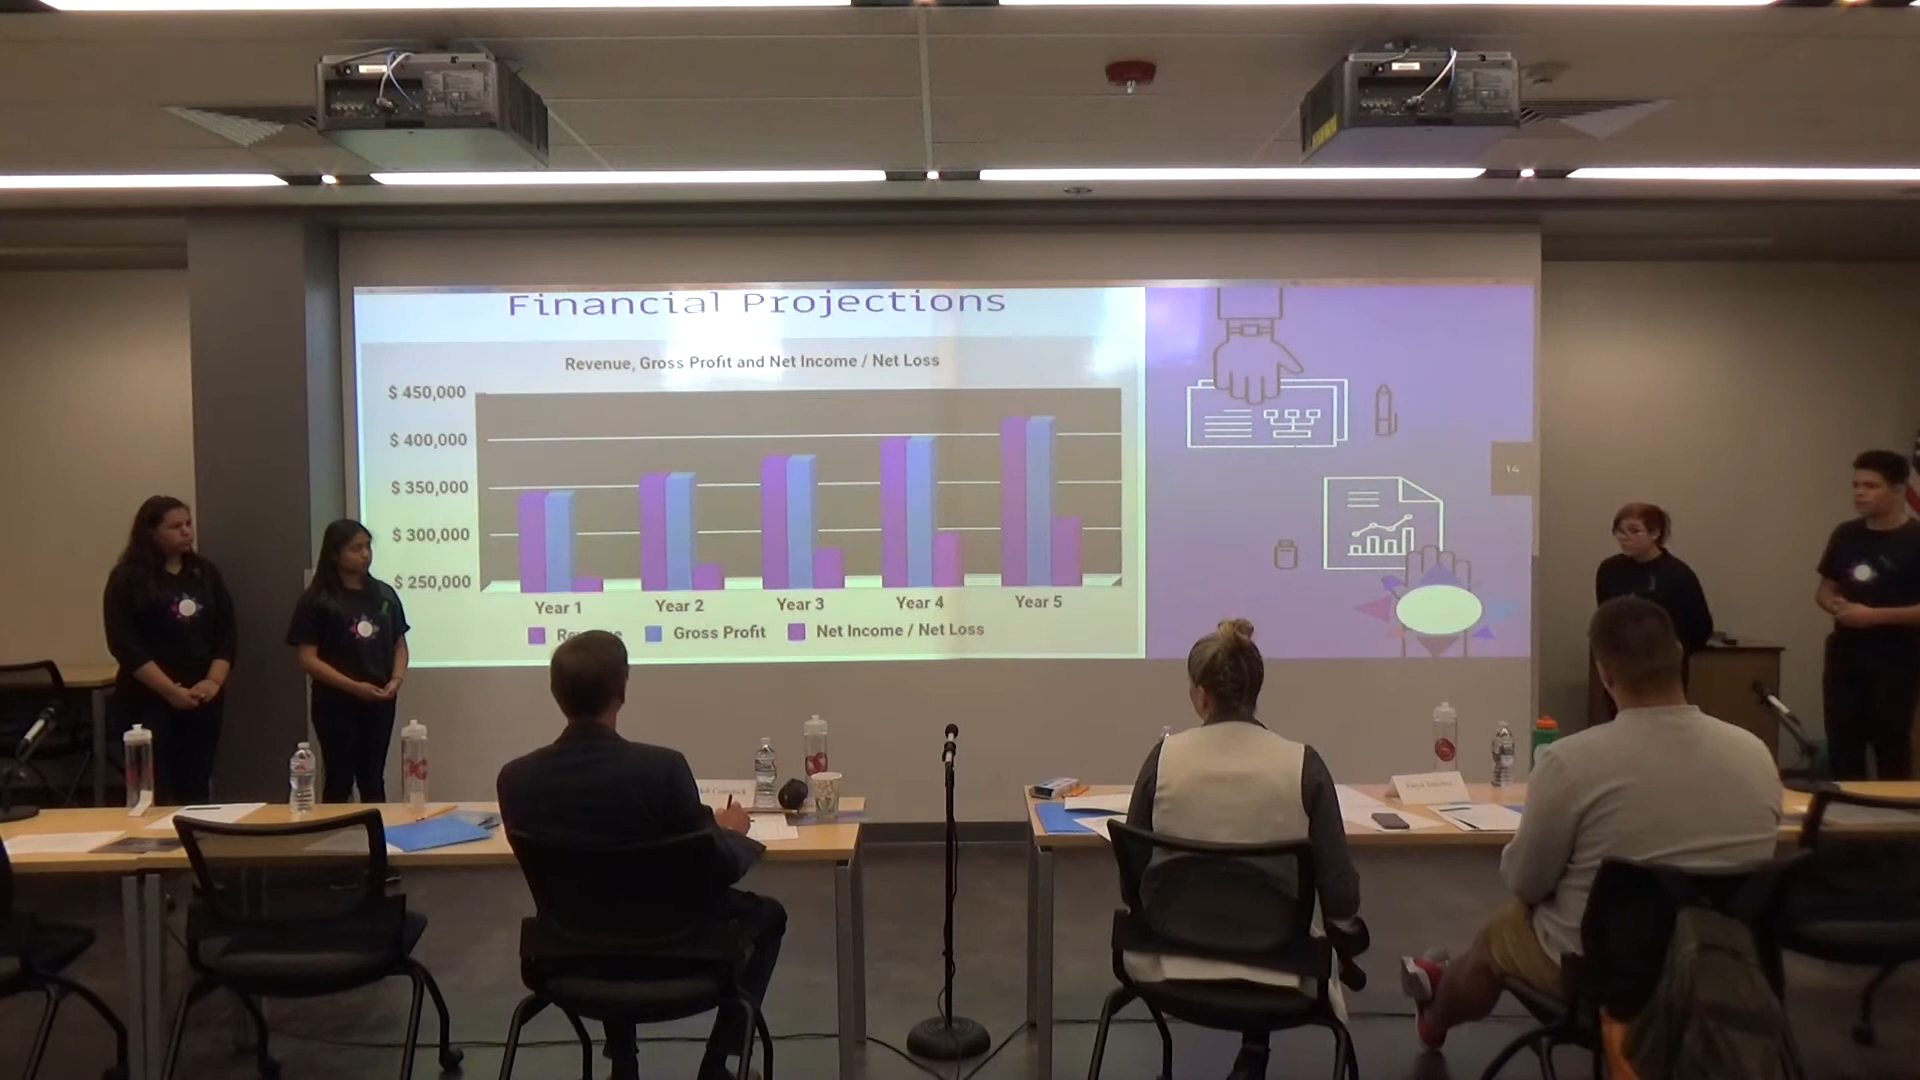 Financial Projections
Revenue, Gross Profit and Net Income / Net Loss
$ 450,000
$ 400,000
$ 350,000
$ 300,000
$ 250,000
Year 1 Year 2 Year 3 Year 4 Year 5
Gross Profit Net Income / Net Loss
14